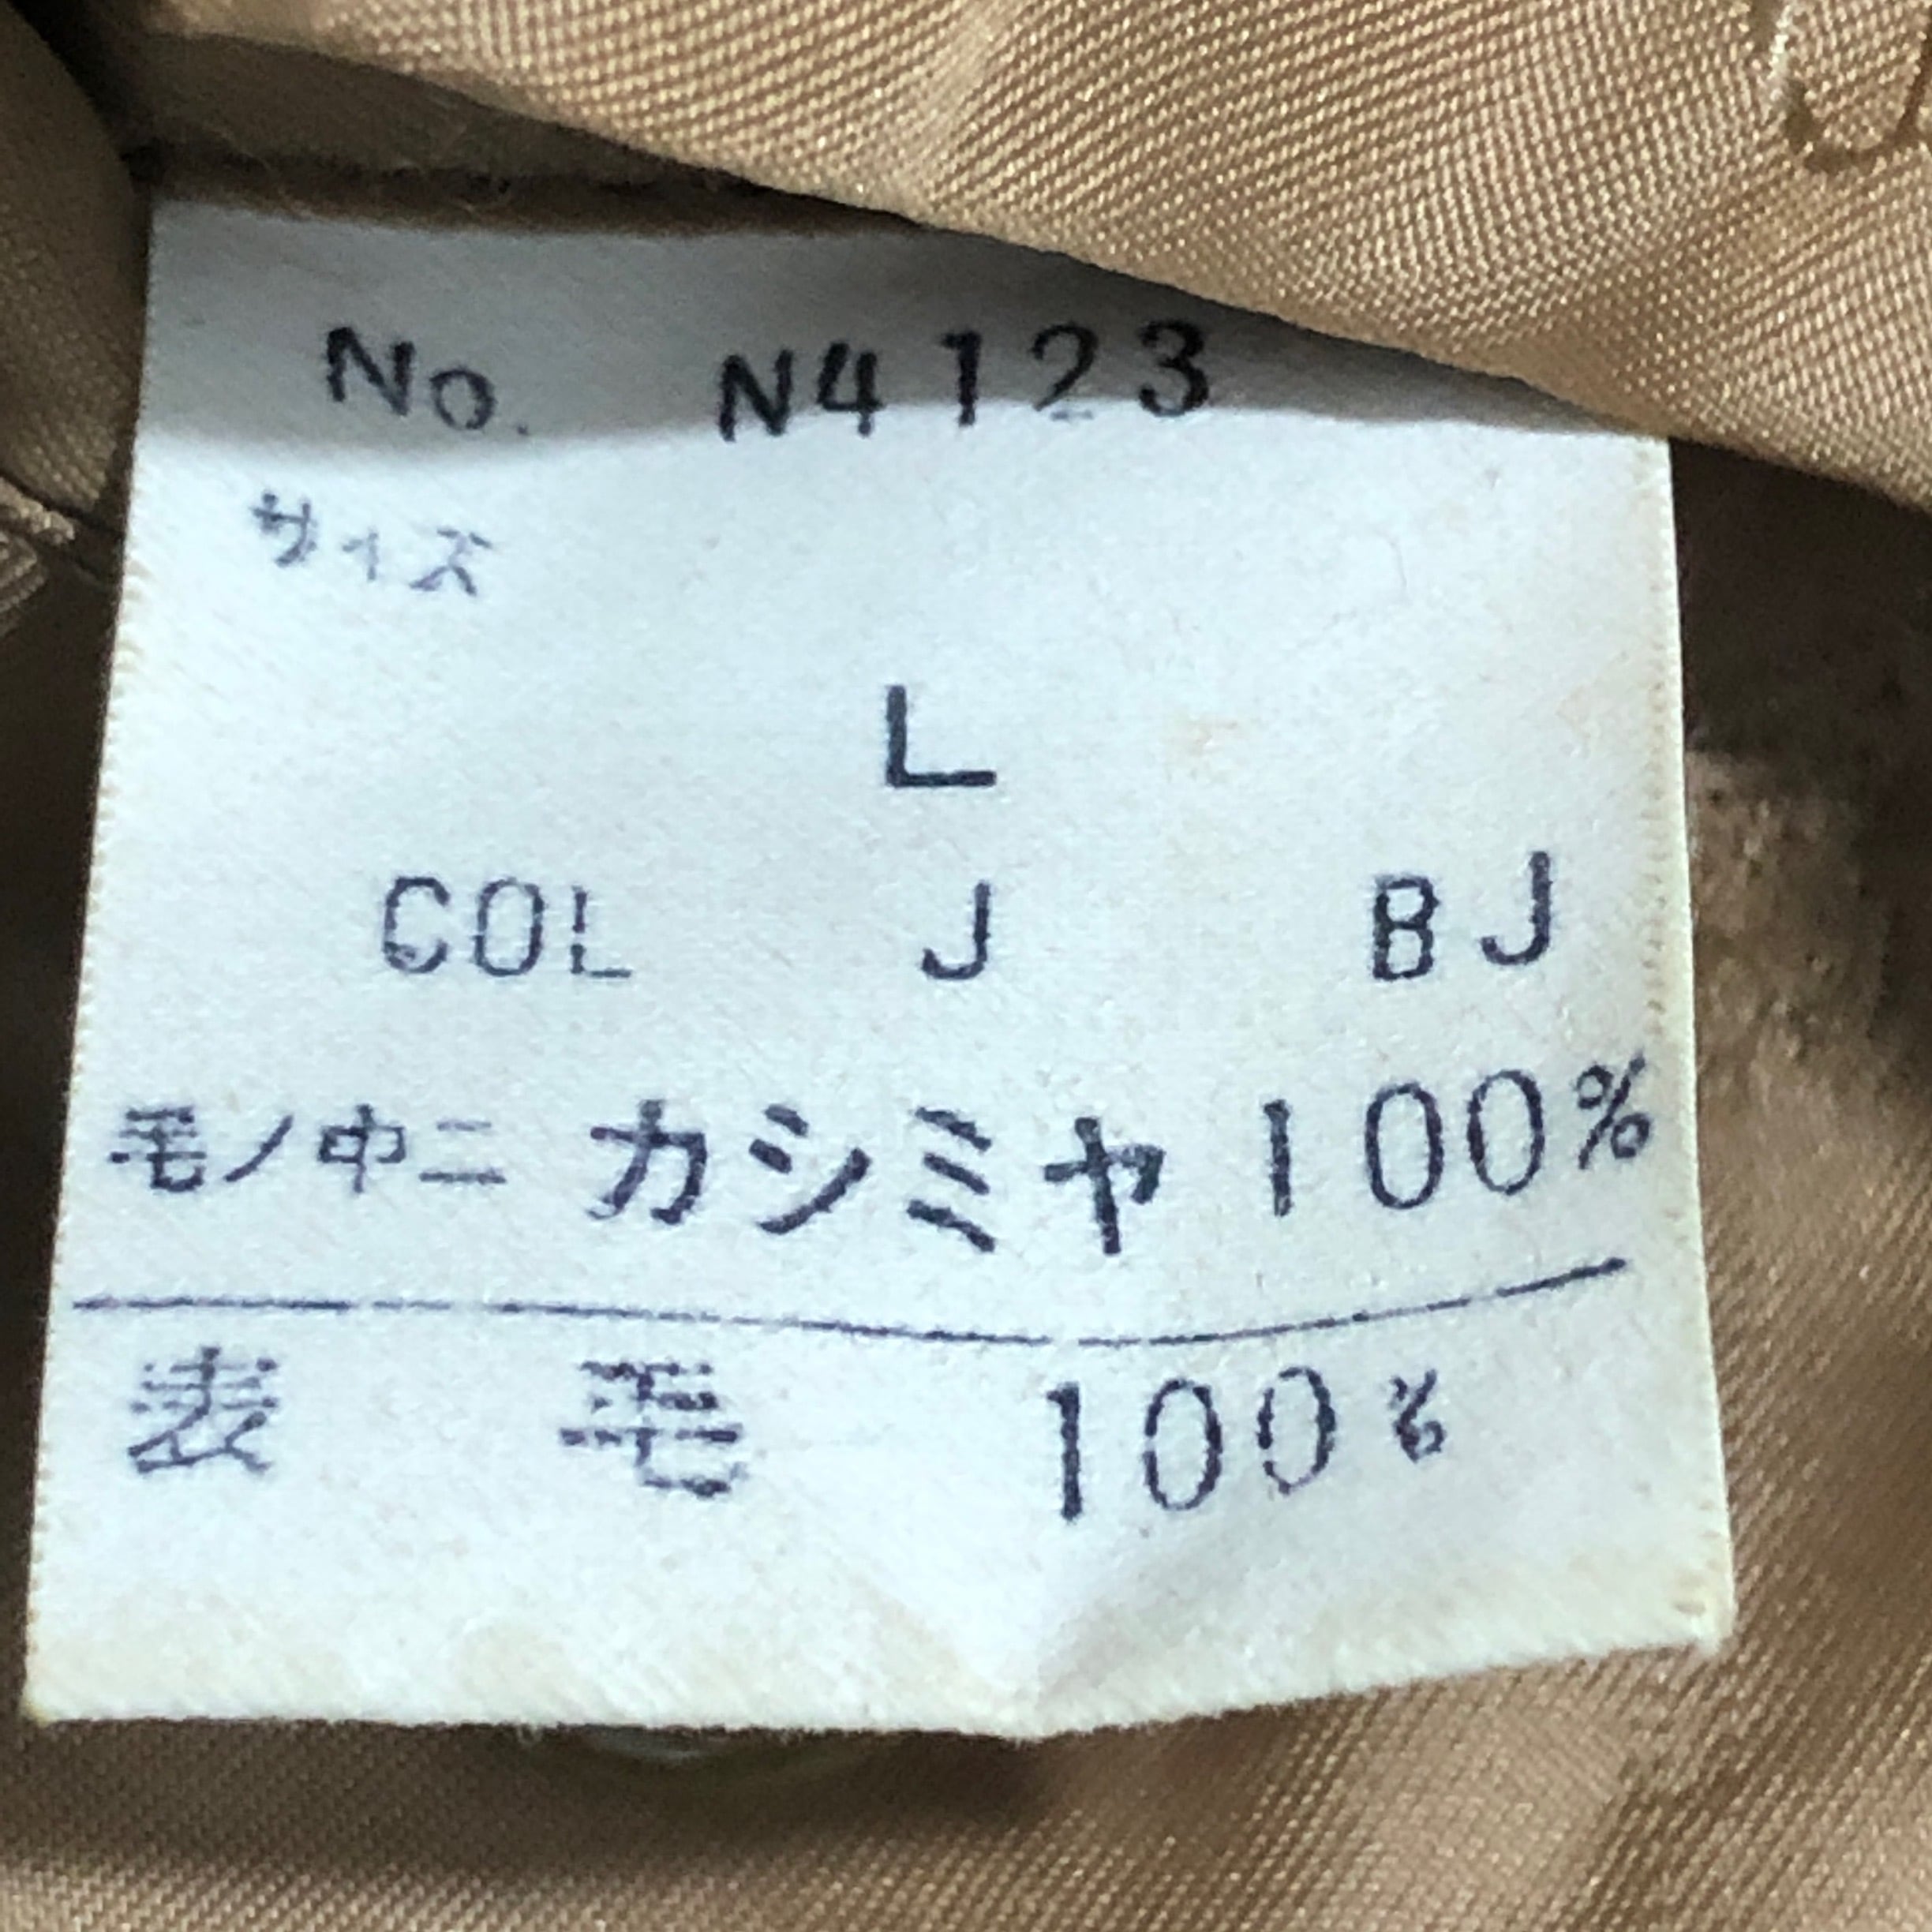 No. N4123
サイズ
L
COL J BJ
毛ノ中ニ カシミヤ 100%
表 毛 100%